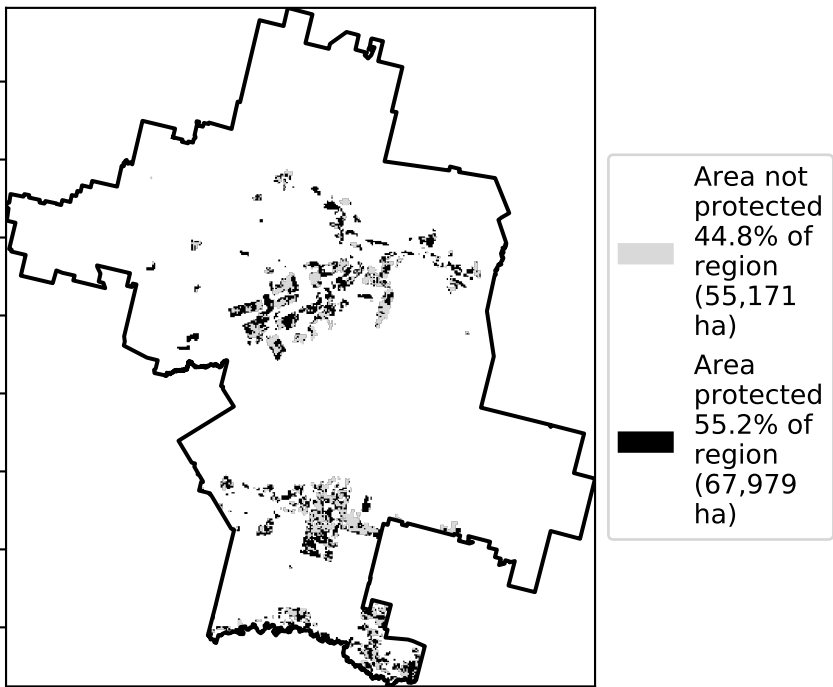 Area not
protected
44.8% of
region
(55,171
ha)
Area
protected
55.2% of
region
(67,979
ha)